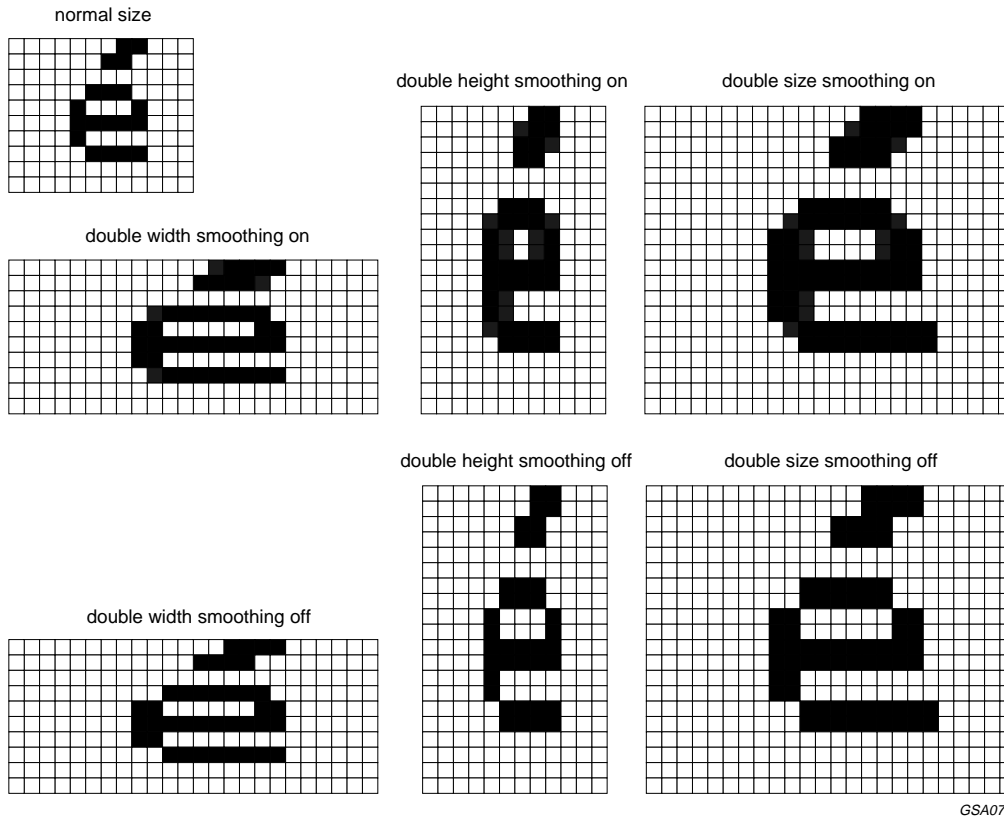 normal size
double height smoothing on
double size smoothing on
double width smoothing on
double height smoothing off
double size smoothing off
double width smoothing off
GSA07